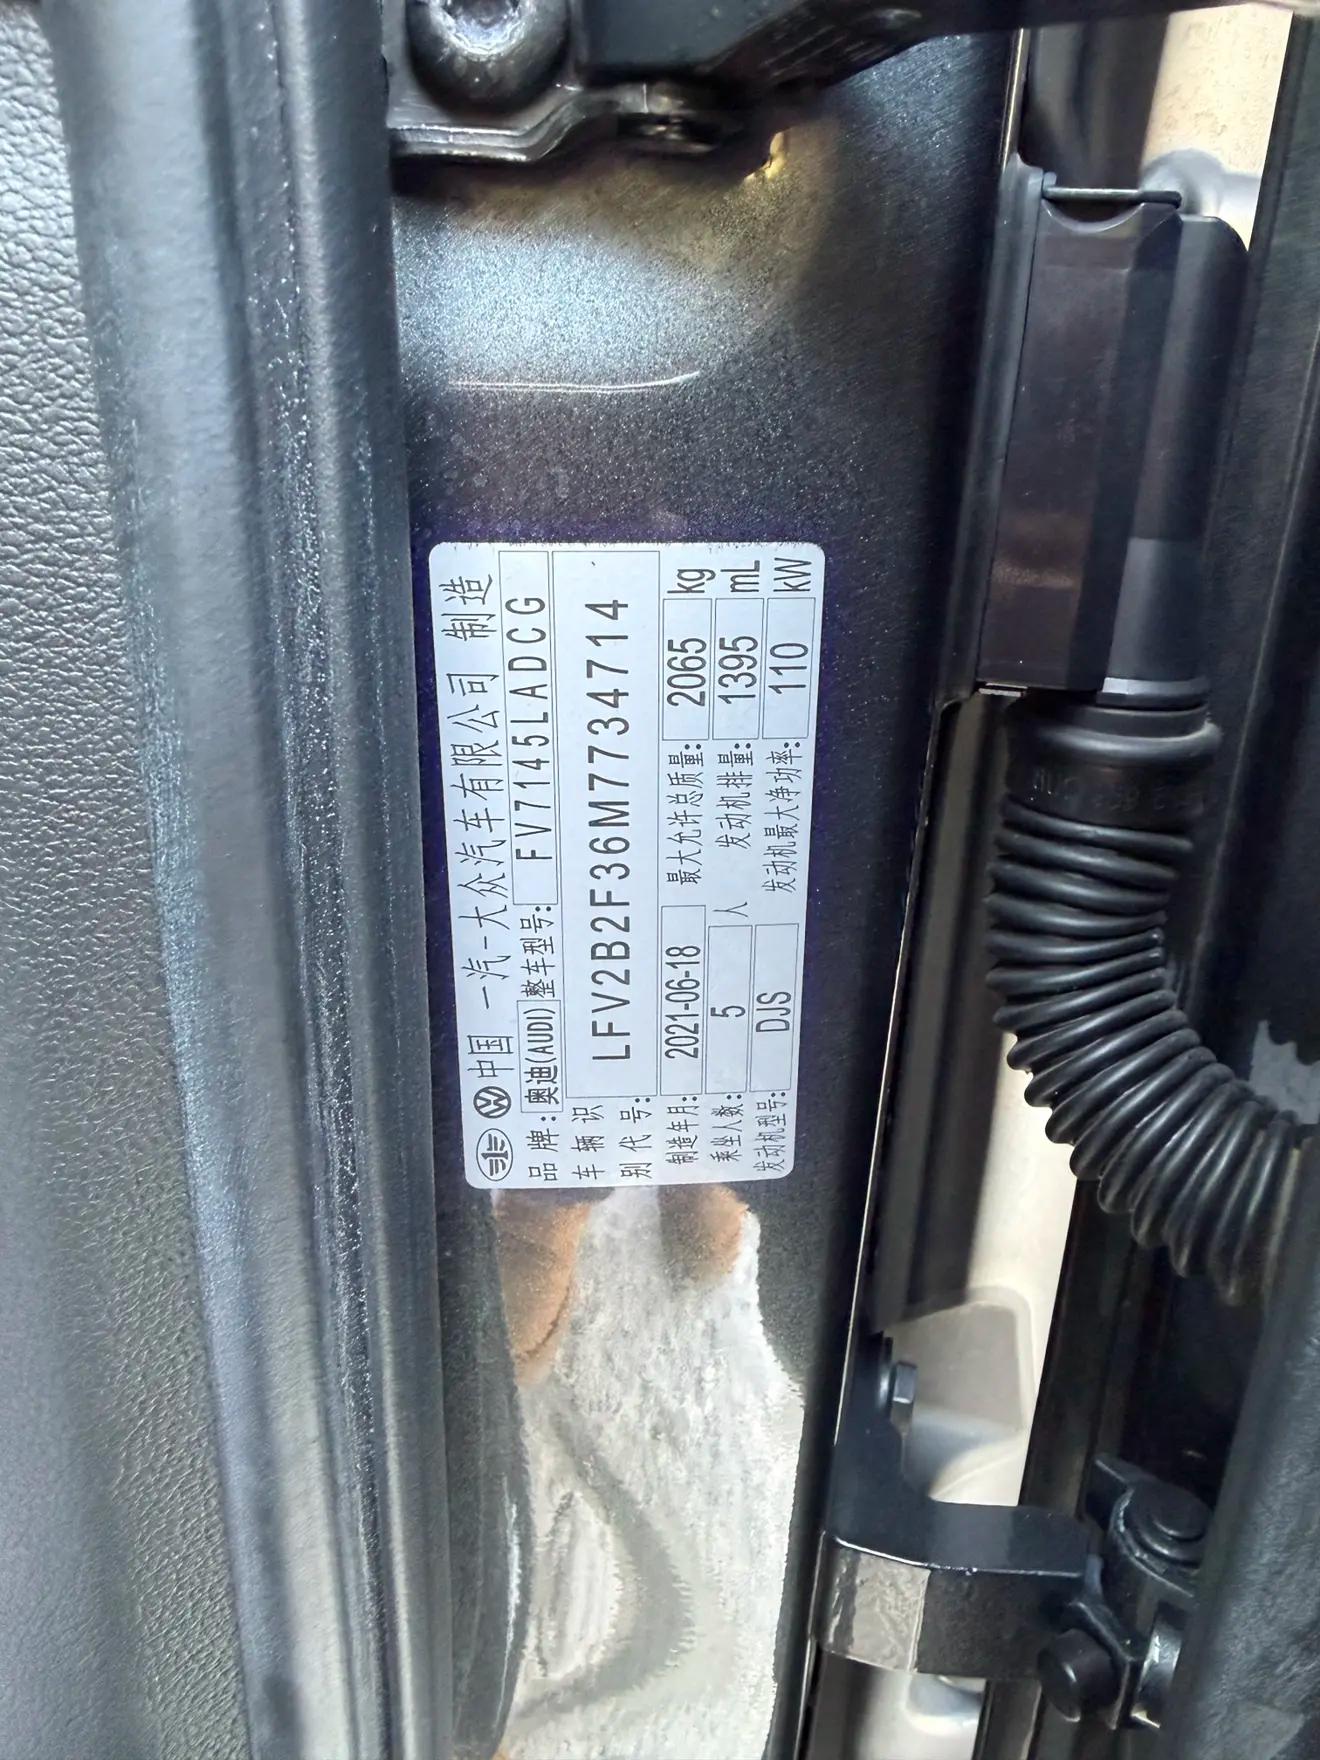 中国 一汽-大众汽车有限公司 制造
品牌: 奥迪(AUDI) 整车型号: FV7145LADCG
车辆识别代号: LFV2B2F36M7734714
制造年月: 2021-06-18 最大允许总质量: 2065 kg
乘坐人数: 5 人 发动机排量: 1395 mL
发动机型号: DJS 发动机最大净功率: 110 kW